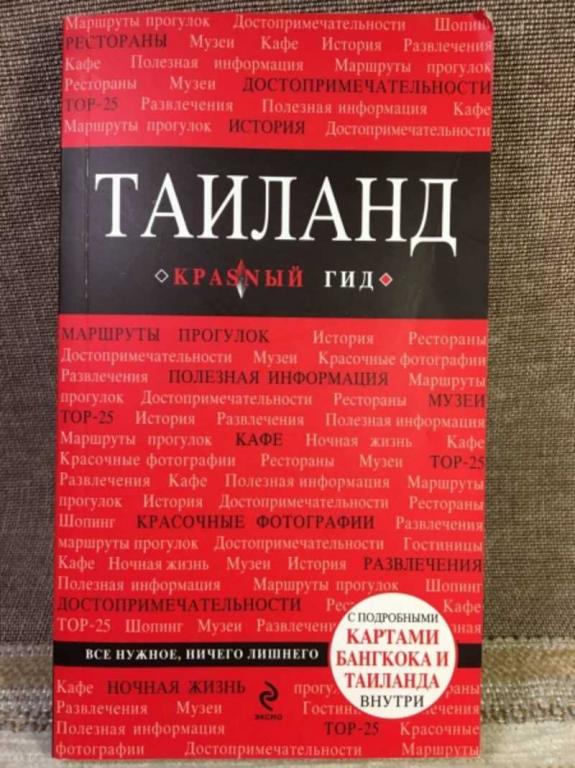 Маршруты прогулок Достопримечательности Шопинг
РЕСТОРАНЫ Музеи Кафе История Развлечения
Кафе Полезная информация Маршруты прогулок
Рестораны Музеи ДОСТОПРИМЕЧАТЕЛЬНОСТИ
TOP-25 Развлечения Полезная информация Кафе
Маршруты прогулок ИСТОРИЯ Достопримечательности
ТАИЛАНД
КРАSNЫЙ ГИД
МАРШРУТЫ ПРОГУЛОК История Рестораны
Достопримечательности Музеи Красочные фотографии
Развлечения ПОЛЕЗНАЯ ИНФОРМАЦИЯ Маршруты
прогулок Достопримечательности Рестораны МУЗЕИ
TOP-25 История Развлечения Полезная информация
Маршруты прогулок КАФЕ Ночная жизнь Кафе
Красочные фотографии Рестораны Музеи TOP-25
Развлечения Кафе Полезная информация Маршруты
прогулок История Достопримечательности Рестораны
Шопинг КРАСОЧНЫЕ ФОТОГРАФИИ Развлечения
маршруты прогулок Достопримечательности Гостиницы
Кафе Ночная жизнь Музеи История РАЗВЛЕЧЕНИЯ
Полезная информация Маршруты прогулок Шопинг
ДОСТОПРИМЕЧАТЕЛЬНОСТИ Кафе
TOP-25 Шопинг Музеи
С ПОДРОБНЫМИ
КАРТАМИ
БАНГКОКА И
ТАИЛАНДА
ВНУТРИ
ВСЕ НУЖНОЕ, НИЧЕГО ЛИШНЕГО
Кафе НОЧНАЯ ЖИЗНЬ
Развлечения Музеи
Полезная информация TOP-25 Красочные
фотографии Достопримечательности Маршруты
ЭКСМО